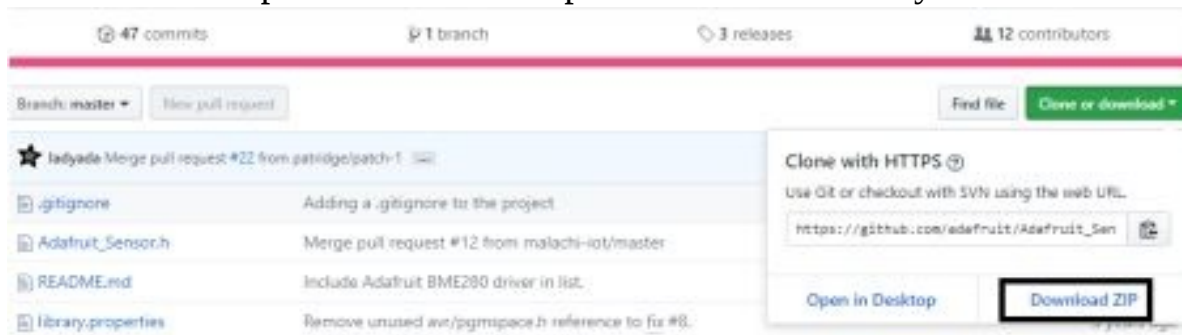 47 commits 1 branch 3 releases 12 contributors
Branch: master New pull request Find file Clone or download
ladyada Merge pull request #22 from patridge/patch-1
.gitignore Adding a .gitignore to the project
Adafruit_Sensor.h Merge pull request #12 from malachi-iot/master
README.md Include Adafruit BME280 driver in list.
library.properties Remove unused avr/pgmspace.h reference to fix #8.
Clone with HTTPS
Use Git or checkout with SVN using the web URL.
https://github.com/adafruit/Adafruit_Sen
Open in Desktop Download ZIP